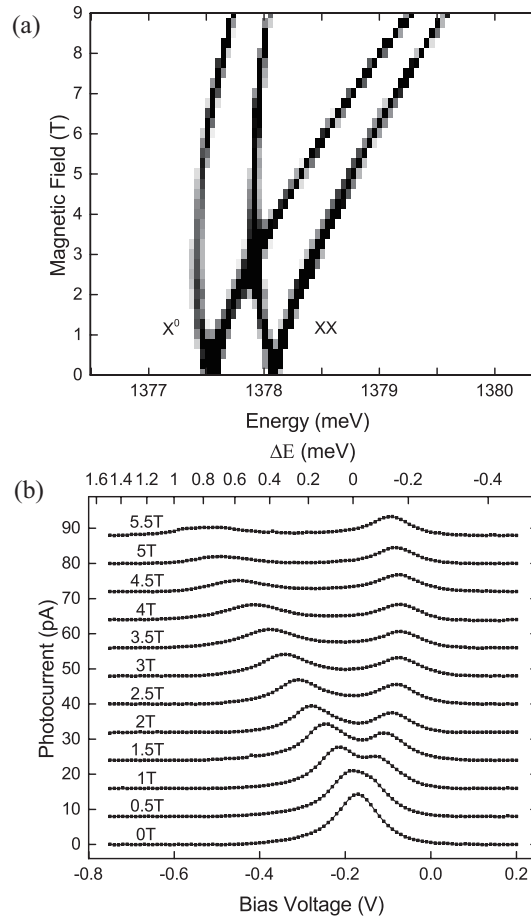 (a)
9
8
7
6
5
4
3
2
1
0
Magnetic Field (T)
X⁰
XX
1377
1378
1379
1380
Energy (meV)
ΔE (meV)
(b)
1.6 1.4 1.2 1 0.8 0.6 0.4 0.2 0 -0.2 -0.4
90
80
70
60
50
40
30
20
10
0
Photocurrent (pA)
5.5T
5T
4.5T
4T
3.5T
3T
2.5T
2T
1.5T
1T
0.5T
0T
-0.8 -0.6 -0.4 -0.2 0.0 0.2
Bias Voltage (V)